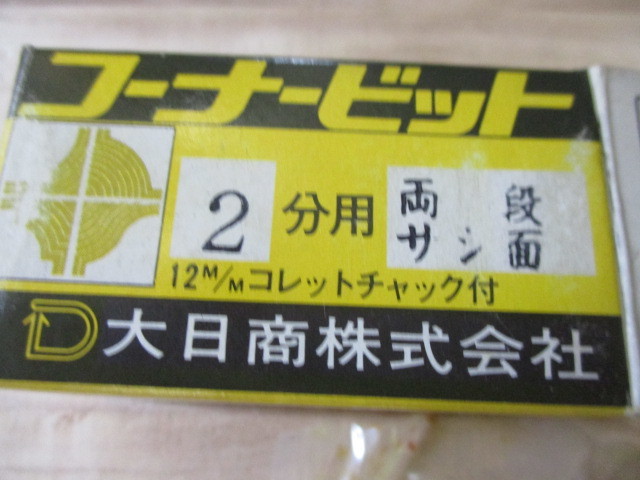 コーナービット
2 分用 両段
サジ面
12M/Mコレットチャック付
大日商株式会社